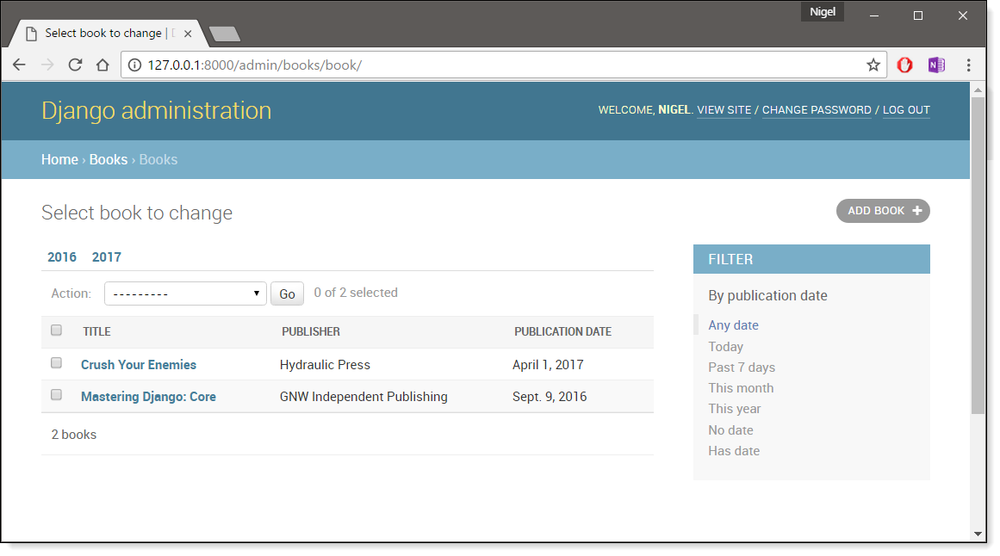 Nigel
Select book to change | D
127.0.0.1:8000/admin/books/book/
Django administration
WELCOME, NIGEL. VIEW SITE / CHANGE PASSWORD / LOG OUT
Home › Books › Books
Select book to change
ADD BOOK +
2016 2017
Action: --------- Go 0 of 2 selected
TITLE PUBLISHER PUBLICATION DATE
Crush Your Enemies Hydraulic Press April 1, 2017
Mastering Django: Core GNW Independent Publishing Sept. 9, 2016
2 books
FILTER
By publication date
Any date
Today
Past 7 days
This month
This year
No date
Has date